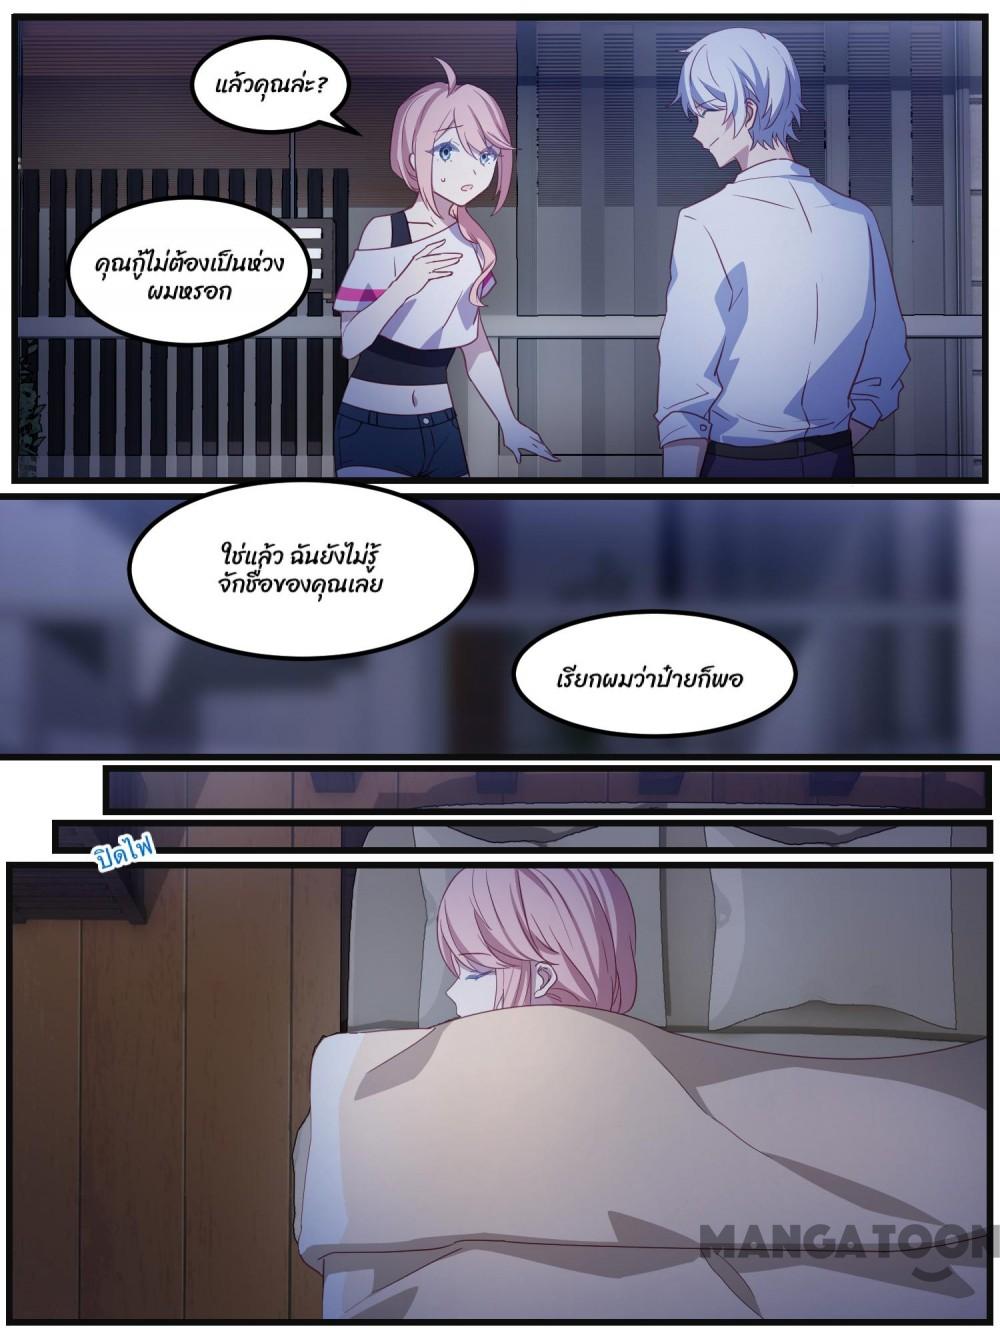 แล้วคุณล่ะ?
คุณกู้ไม่ต้องเป็นห่วง
ผมหรอก
ใช่แล้ว ฉันยังไม่รู้
จักชื่อของคุณเลย
เรียกผมว่าป๋ายก็พอ
ปิดไฟ
MANGATOON